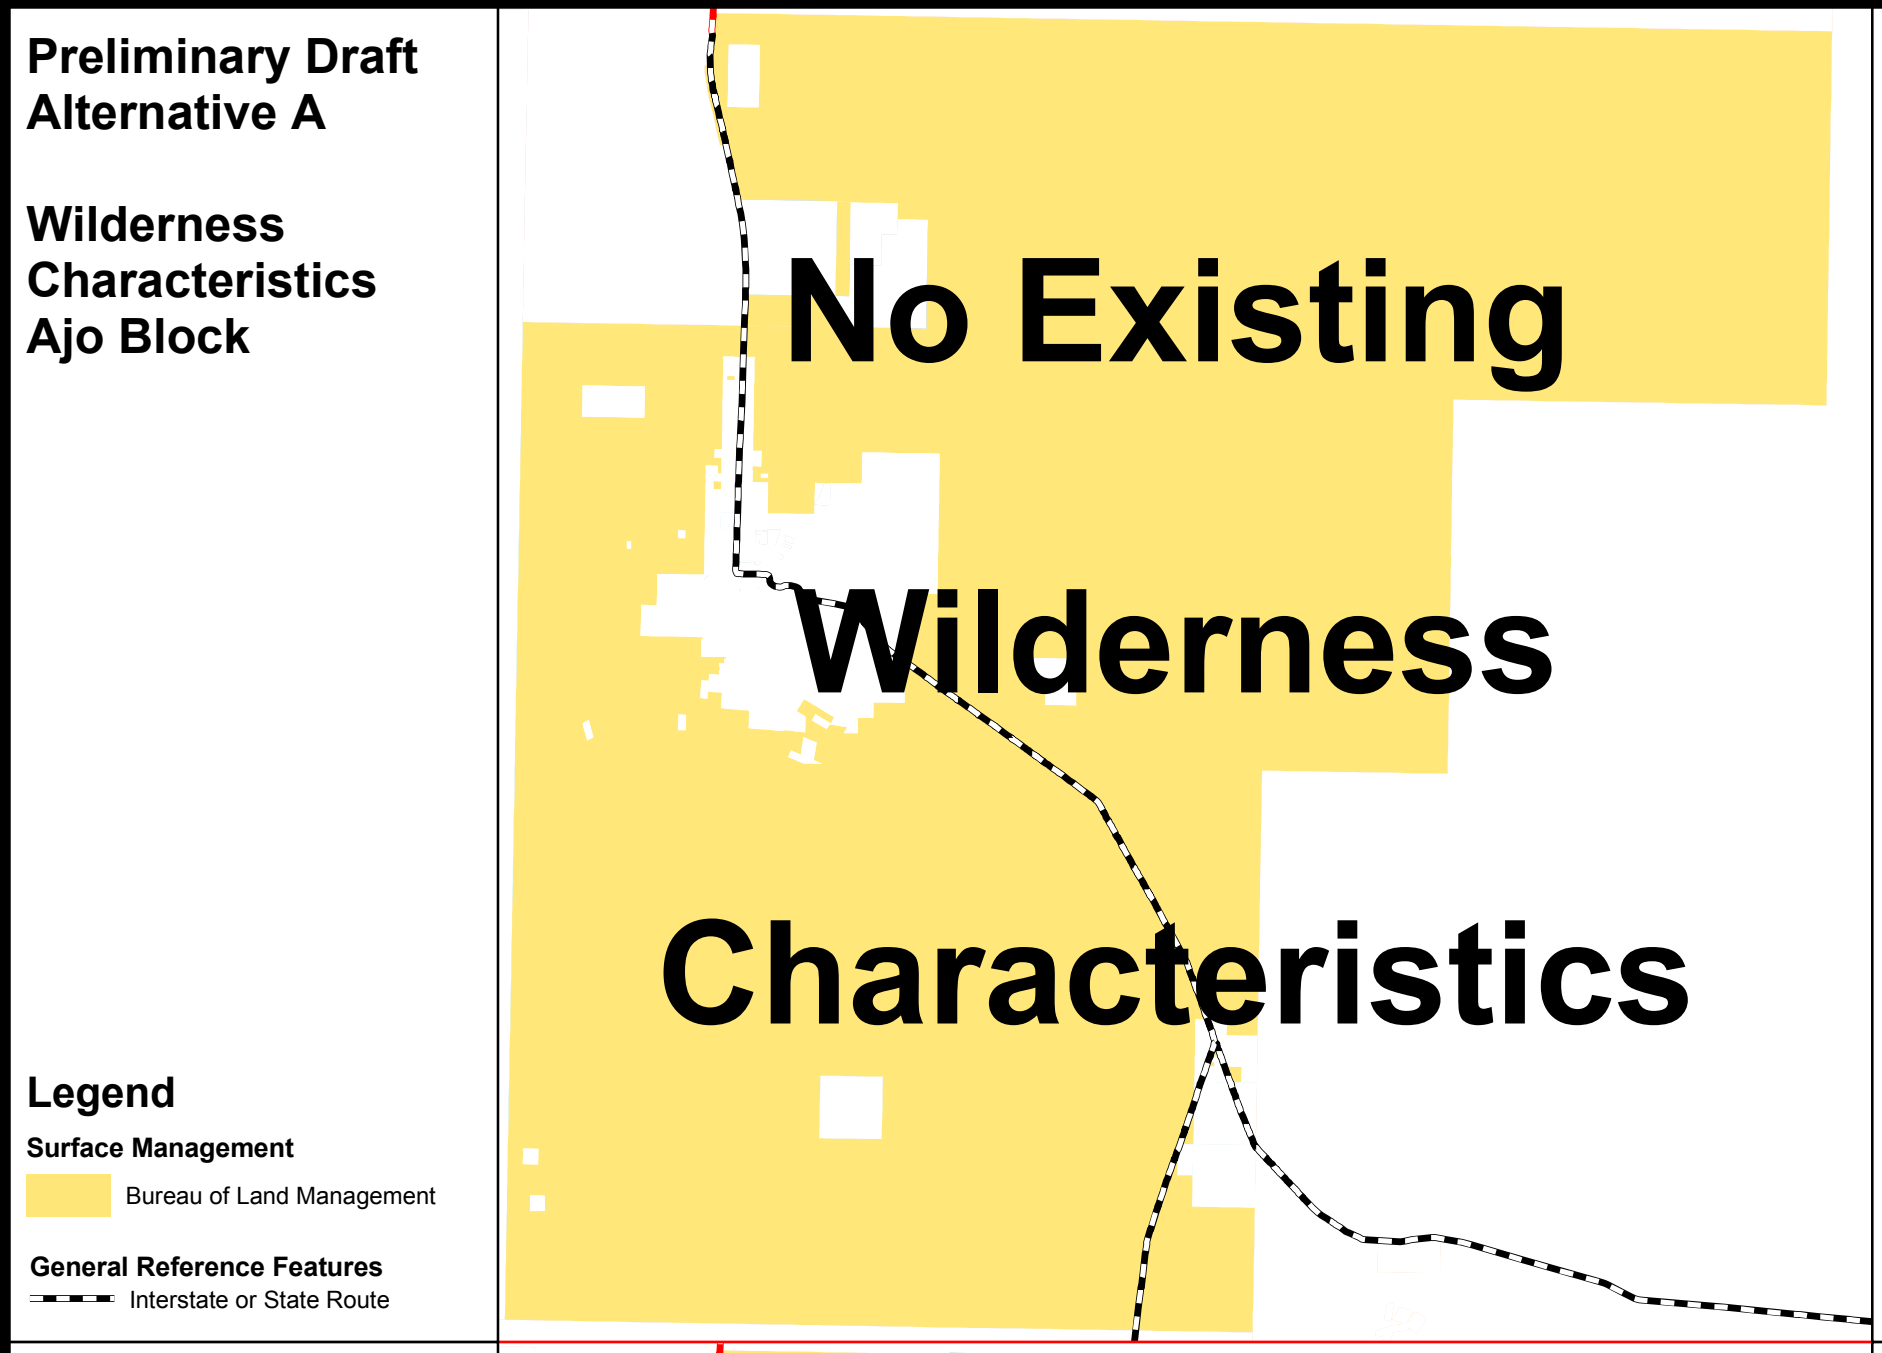 Preliminary Draft
Alternative A
Wilderness
Characteristics
Ajo Block
No Existing
Wilderness
Characteristics
Legend
Surface Management
Bureau of Land Management
General Reference Features
Interstate or State Route